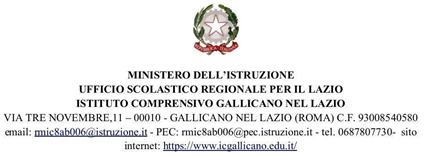 MINISTERO DELL'ISTRUZIONE
UFFICIO SCOLASTICO REGIONALE PER IL LAZIO
ISTITUTO COMPRENSIVO GALLICANO NEL LAZIO
VIA TRE NOVEMBRE,11 – 00010 - GALLICANO NEL LAZIO (ROMA) C.F. 93008540580
email: rmic8ab006@istruzione.it - PEC: rmic8ab006@pec.istruzione.it - tel. 0687807730- sito
internet: https://www.icgallicano.edu.it/